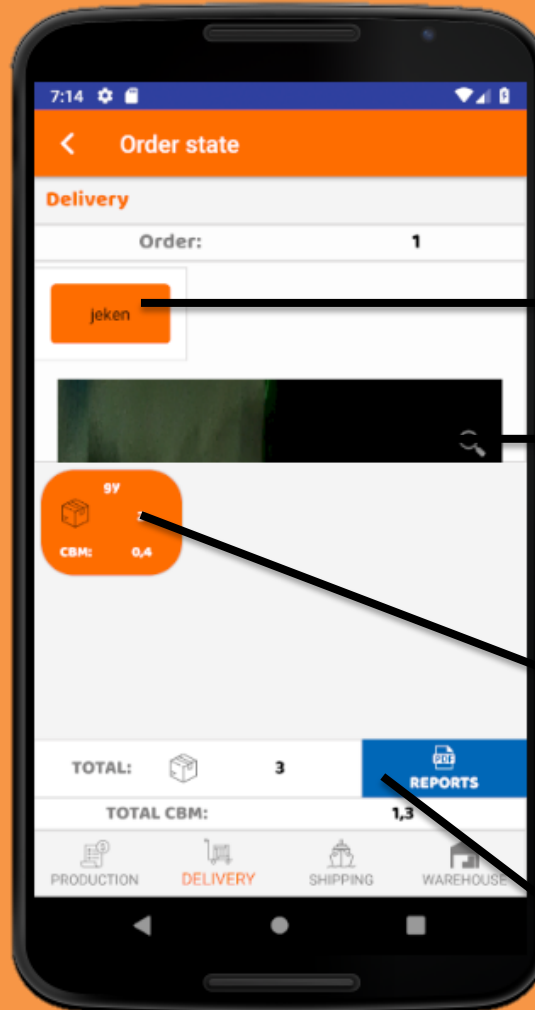 7:14
Order state
Delivery
Order: 1
jeken
gy
CBM: 0,4
TOTAL: 3
PDF
REPORTS
TOTAL CBM: 1,3
PRODUCTION DELIVERY SHIPPING WAREHOUSE